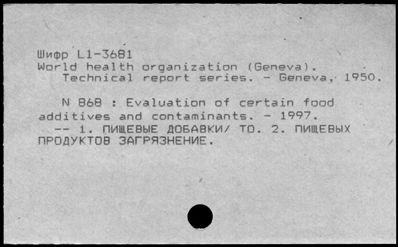 Шифр L1-3681
World health organization (Geneva).
Technical report series. - Geneva, 1950.
N 868 : Evaluation of certain food
additives and contaminants. - 1997.
-- 1. ПИЩЕВЫЕ ДОБАВКИ/ ТО. 2. ПИЩЕВЫХ
ПРОДУКТОВ ЗАГРЯЗНЕНИЕ.